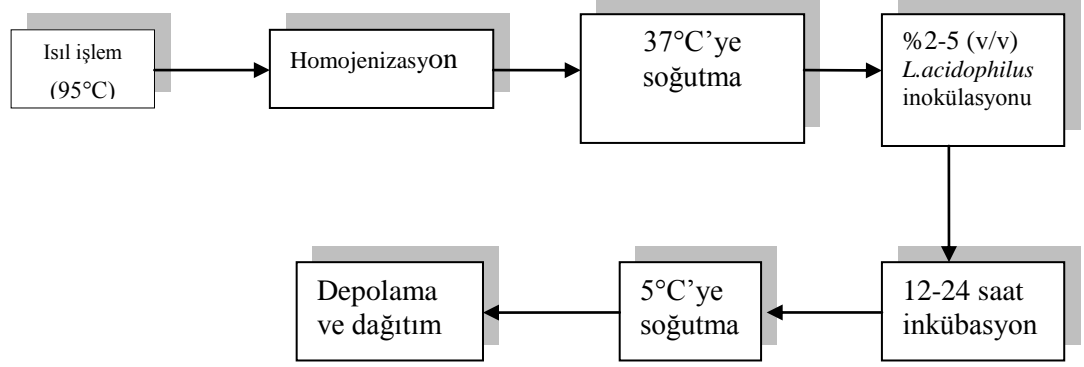 Isıl işlem
(95°C)
Homojenizasyon
37°C’ye
soğutma
%2-5 (v/v)
L.acidophilus
inokülasyonu
12-24 saat
inkübasyon
5°C’ye
soğutma
Depolama
ve dağıtım